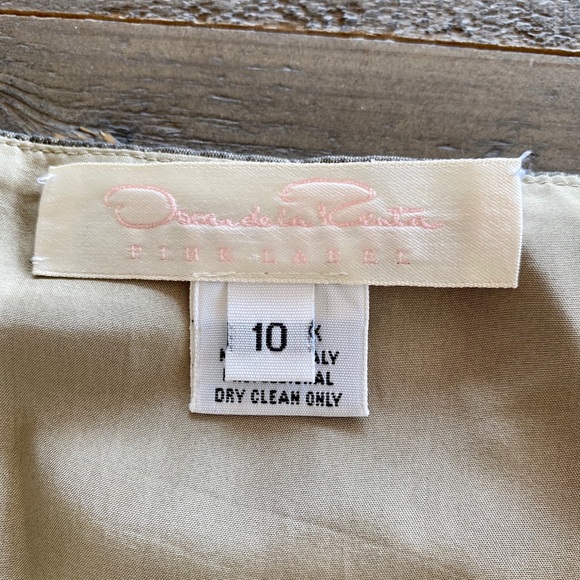 Oscar de la Renta
PINK LABEL
10
DRY CLEAN ONLY